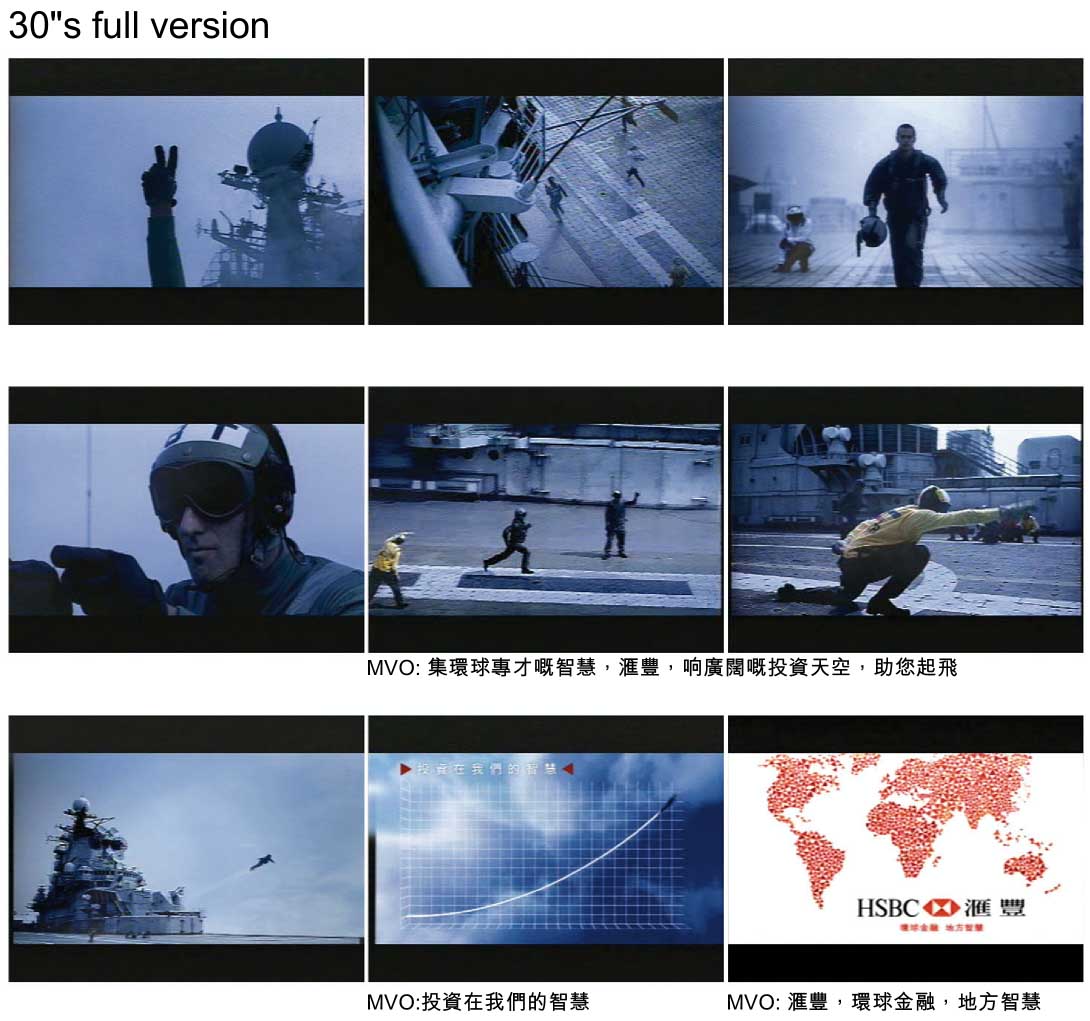 30"s full version
MVO: 集環球專才嘅智慧，滙豐，响廣闊嘅投資天空，助您起飛
投資在我們的智慧
HSBC 滙豐
環球金融 地方智慧
MVO:投資在我們的智慧
MVO: 滙豐，環球金融，地方智慧